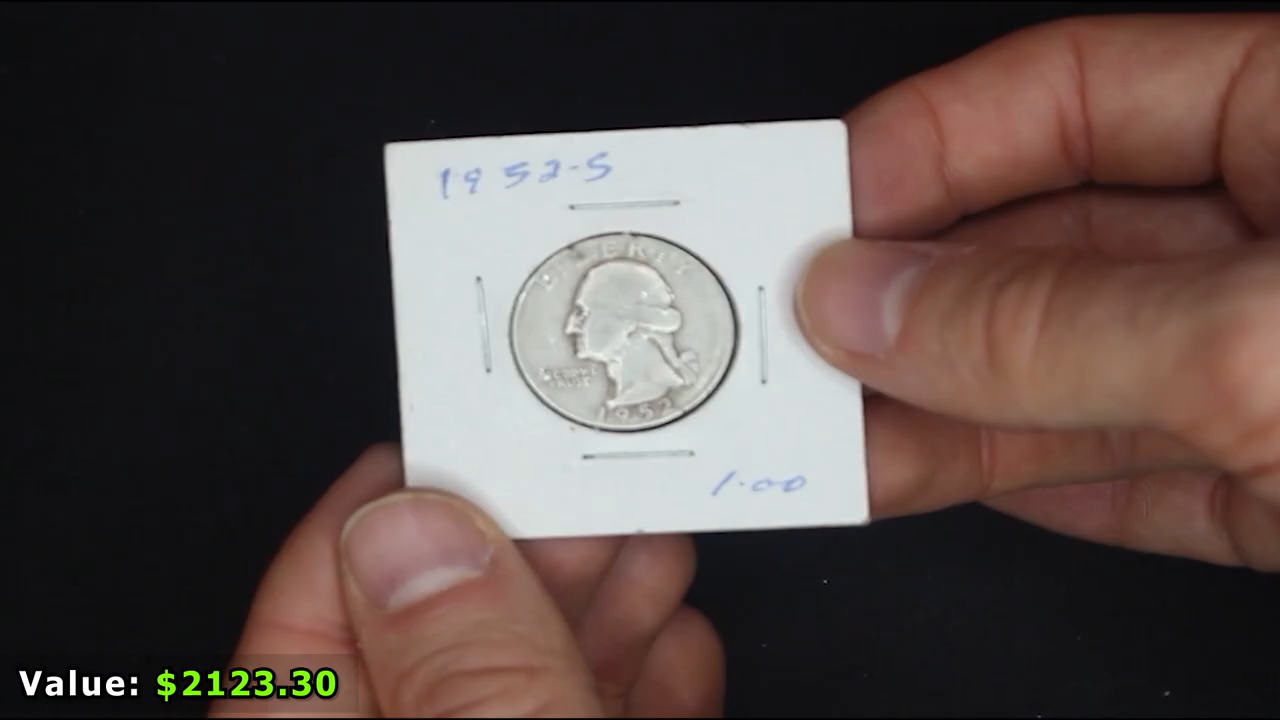 1952-S
LIBERTY
IN GOD WE
TRUST
1952
1.00
Value: $2123.30